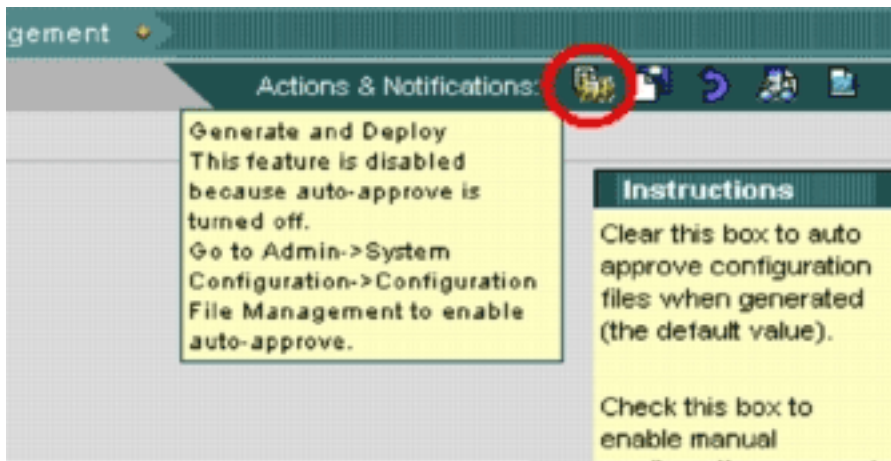 gement
Actions & Notifications:
Generate and Deploy
This feature is disabled
because auto-approve is
turned off.
Go to Admin->System
Configuration->Configuration
File Management to enable
auto-approve.
Instructions
Clear this box to auto
approve configuration
files when generated
(the default value).
Check this box to
enable manual